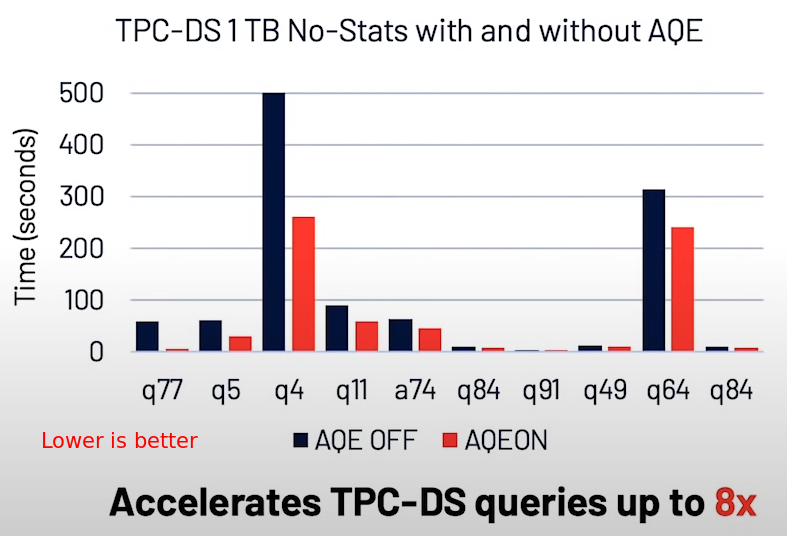 TPC-DS 1 TB No-Stats with and without AQE
Time (seconds)
500
400
300
200
100
0
q77 q5 q4 q11 a74 q84 q91 q49 q64 q84
Lower is better
AQE OFF AQEON
Accelerates TPC-DS queries up to 8x